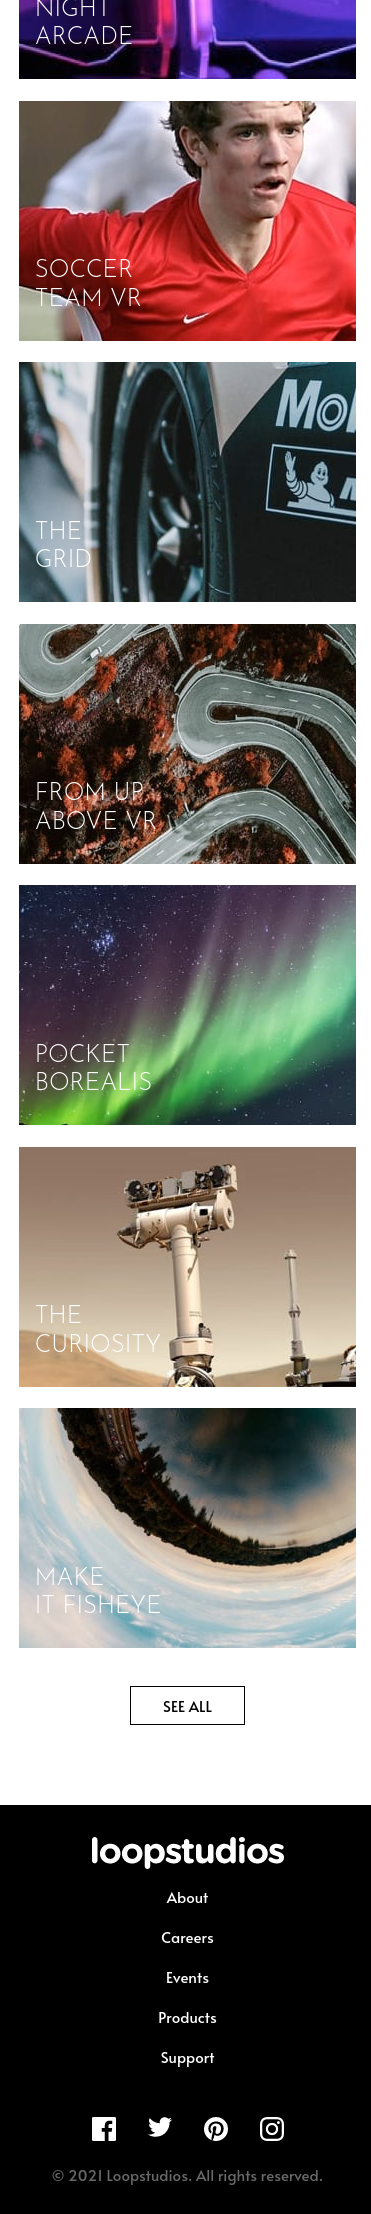 NIGHT
ARCADE
SOCCER
TEAM VR
Mo
THE
GRID
FROM UP
ABOVE VR
POCKET
BOREALIS
THE
CURIOSITY
MAKE
IT FISHEYE
SEE ALL
loopstudios
About
Careers
Events
Products
Support
© 2021 Loopstudios. All rights reserved.